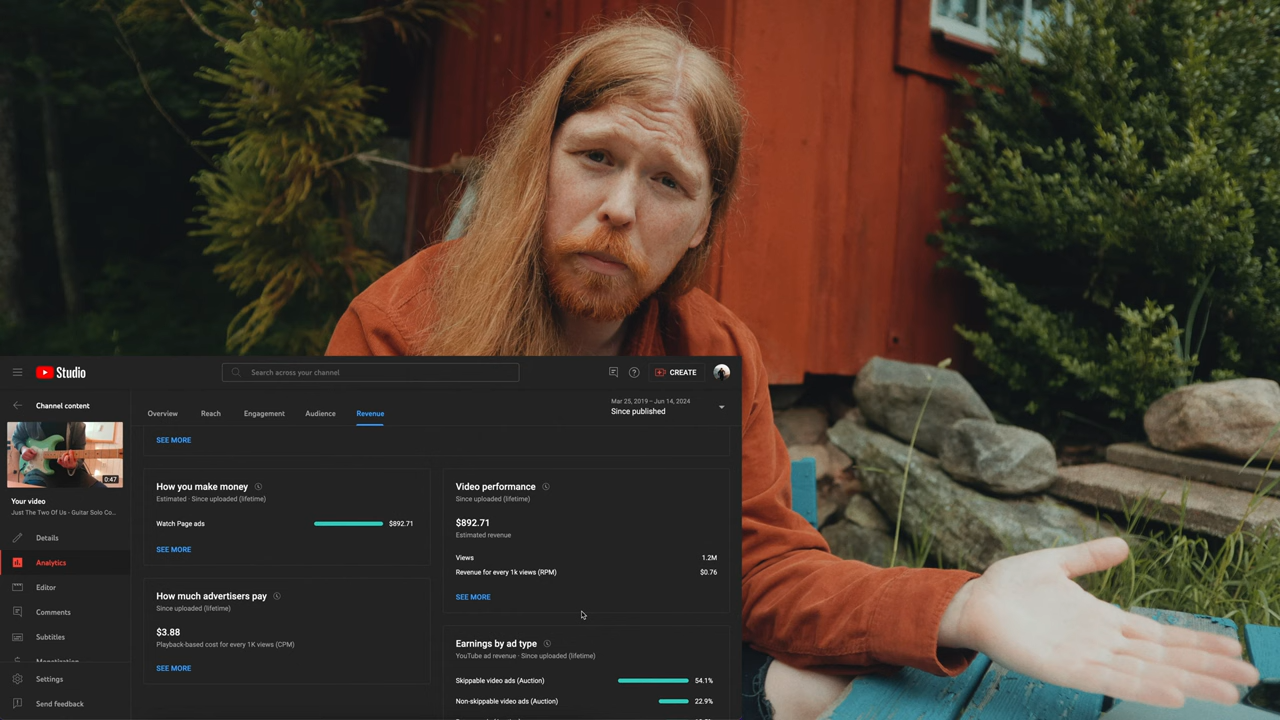 Studio
Search across your channel
CREATE
Channel content
0:47
Your video
Just The Two Of Us - Guitar Solo Co...
Details
Analytics
Editor
Comments
Subtitles
Monetization
Settings
Send feedback
Overview
Reach
Engagement
Audience
Revenue
Mar 25, 2019 – Jun 14, 2024
Since published
SEE MORE
How you make money
Estimated · Since uploaded (lifetime)
Watch Page ads
$892.71
SEE MORE
How much advertisers pay
Since uploaded (lifetime)
$3.88
Playback-based cost for every 1K views (CPM)
SEE MORE
Video performance
Since uploaded (lifetime)
$892.71
Estimated revenue
Views
1.2M
Revenue for every 1k views (RPM)
$0.76
SEE MORE
Earnings by ad type
YouTube ad revenue · Since uploaded (lifetime)
Skippable video ads (Auction)
54.1%
Non-skippable video ads (Auction)
22.9%